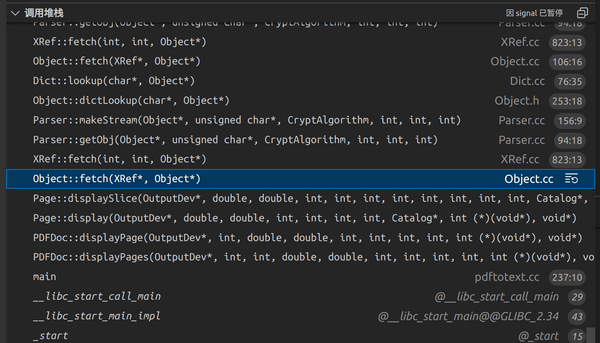 调用堆栈 因 signal 已暂停
Parser::getObj(Object*, unsigned char*, CryptAlgorithm, int, int, int) Parser.cc 94:18
XRef::fetch(int, int, Object*) XRef.cc 823:13
Object::fetch(XRef*, Object*) Object.cc 106:16
Dict::lookup(char*, Object*) Dict.cc 76:35
Object::dictLookup(char*, Object*) Object.h 253:18
Parser::makeStream(Object*, unsigned char*, CryptAlgorithm, int, int, int) Parser.cc 156:9
Parser::getObj(Object*, unsigned char*, CryptAlgorithm, int, int, int) Parser.cc 94:18
XRef::fetch(int, int, Object*) XRef.cc 823:13
Object::fetch(XRef*, Object*) Object.cc
Page::displaySlice(OutputDev*, double, double, int, int, int, int, int, int, int, int, Catalog*,
Page::display(OutputDev*, double, double, int, int, int, int, Catalog*, int (*)(void*), void*)
PDFDoc::displayPage(OutputDev*, int, double, double, int, int, int, int, int (*)(void*), void*)
PDFDoc::displayPages(OutputDev*, int, int, double, double, int, int, int, int, int (*)(void*), vo
main pdftotext.cc 237:10
__libc_start_call_main @__libc_start_call_main 29
__libc_start_main_impl @__libc_start_main@@GLIBC_2.34 43
_start @_start 15